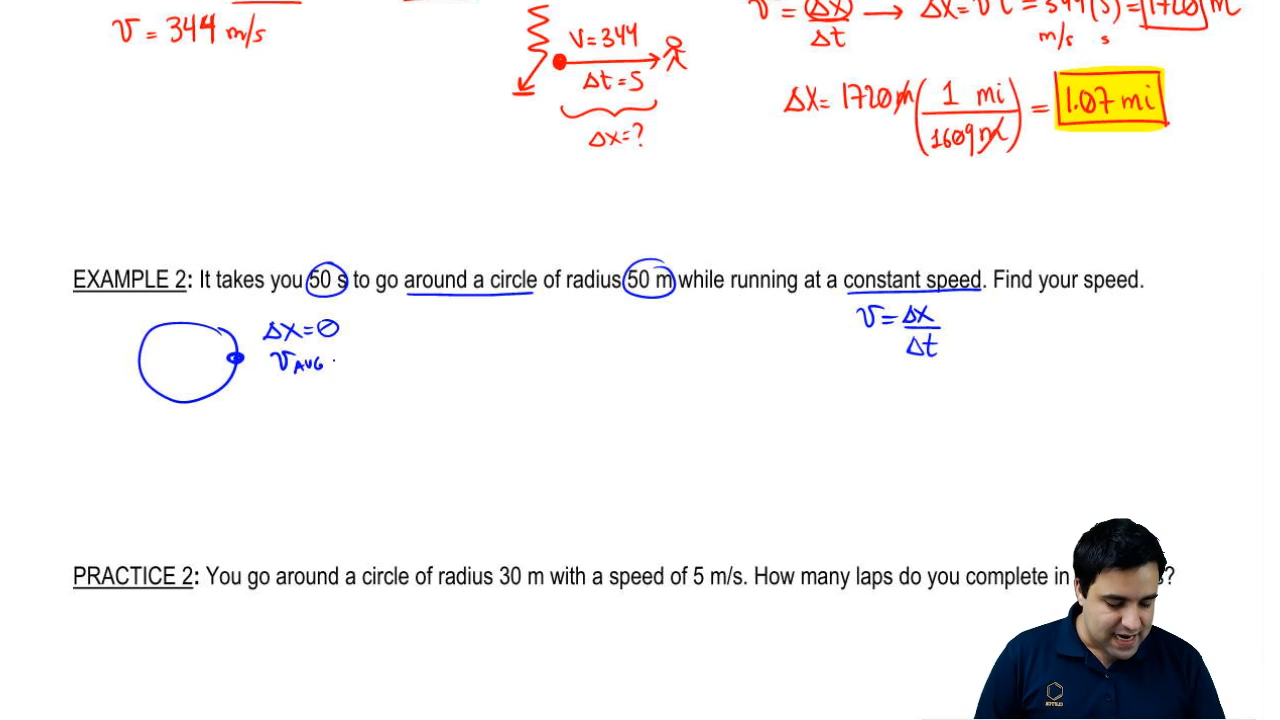 v = 344 m/s
v = Δx/Δt → Δx = v t = 344(5) = 1720 m
m/s s
v = 344
Δt = 5
Δx = ?
Δx = 1720 m (1 mi / 1609 m) = 1.07 mi
EXAMPLE 2: It takes you 50 s to go around a circle of radius 50 m while running at a constant speed. Find your speed.
Δx = 0
v AVG
v = Δx/Δt
PRACTICE 2: You go around a circle of radius 30 m with a speed of 5 m/s. How many laps do you complete in ?